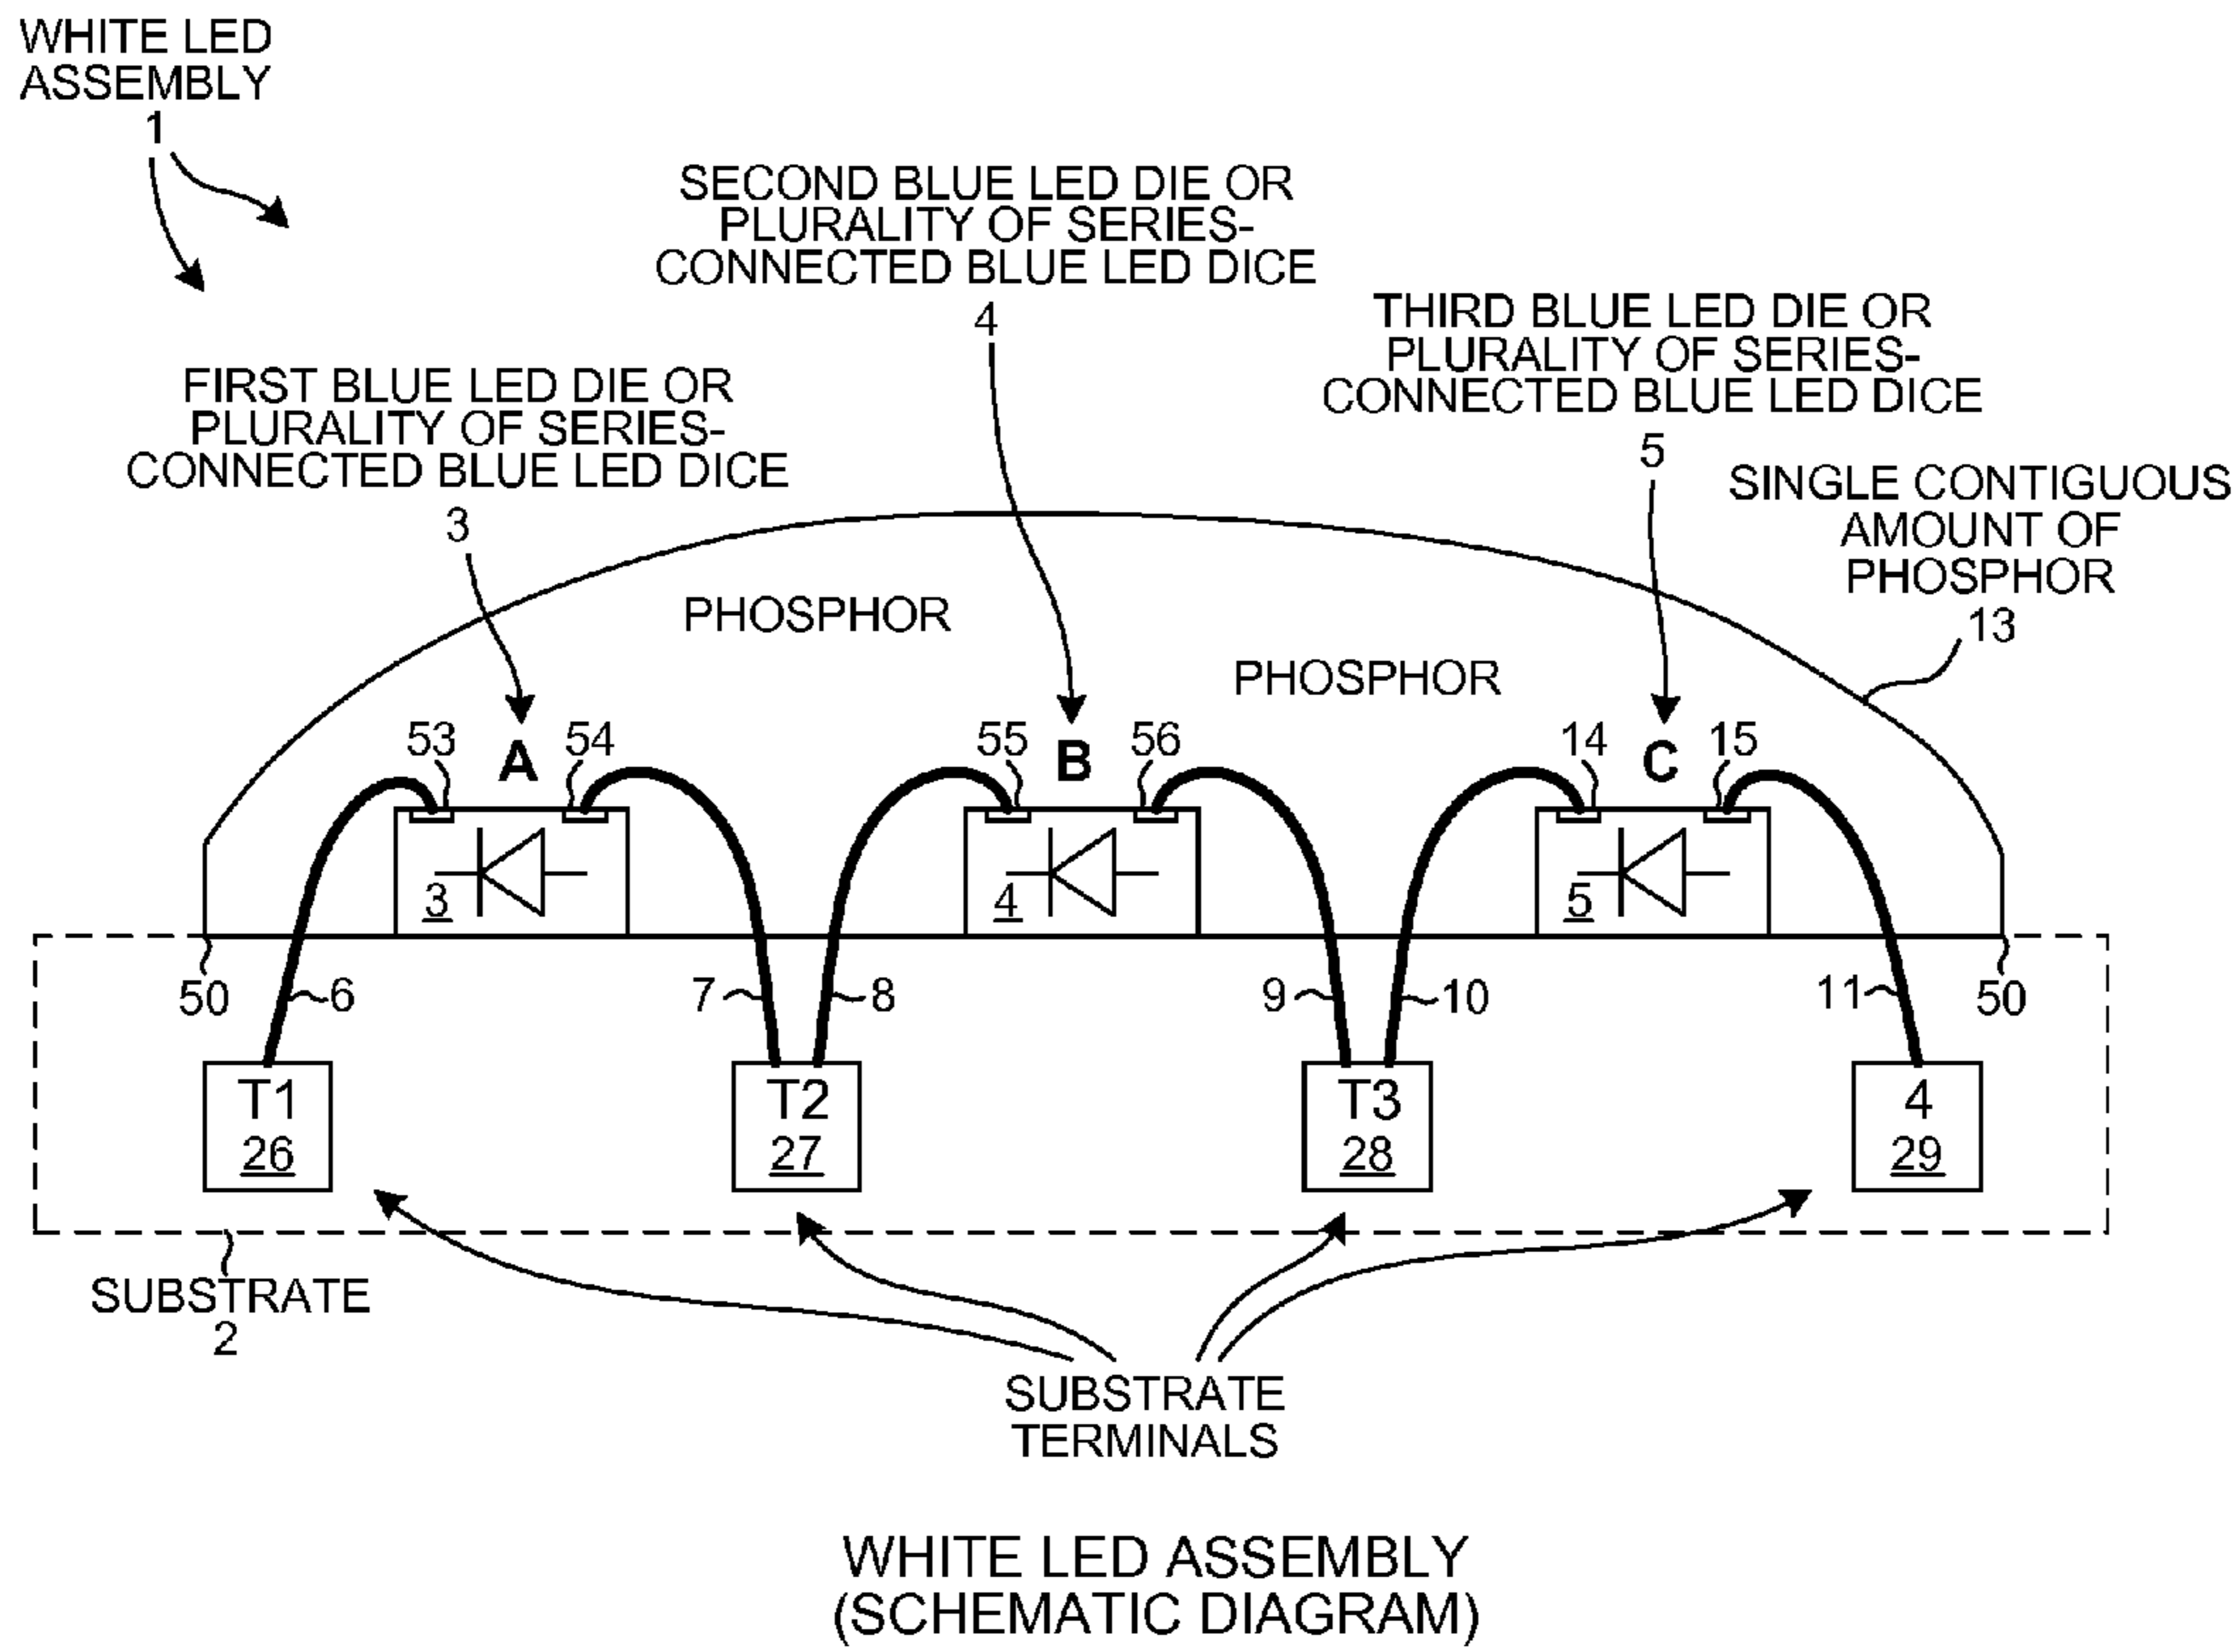 WHITE LED
ASSEMBLY
1
SECOND BLUE LED DIE OR
PLURALITY OF SERIES-
CONNECTED BLUE LED DICE
4
THIRD BLUE LED DIE OR
PLURALITY OF SERIES-
CONNECTED BLUE LED DICE
5
FIRST BLUE LED DIE OR
PLURALITY OF SERIES-
CONNECTED BLUE LED DICE
3
SINGLE CONTIGUOUS
AMOUNT OF
PHOSPHOR
13
PHOSPHOR
PHOSPHOR
53 A 54 55 B 56 14 C 15
3 4 5
50 6 7 8 9 10 11 50
T1 T2 T3 4
26 27 28 29
SUBSTRATE
2
SUBSTRATE
TERMINALS
WHITE LED ASSEMBLY
(SCHEMATIC DIAGRAM)